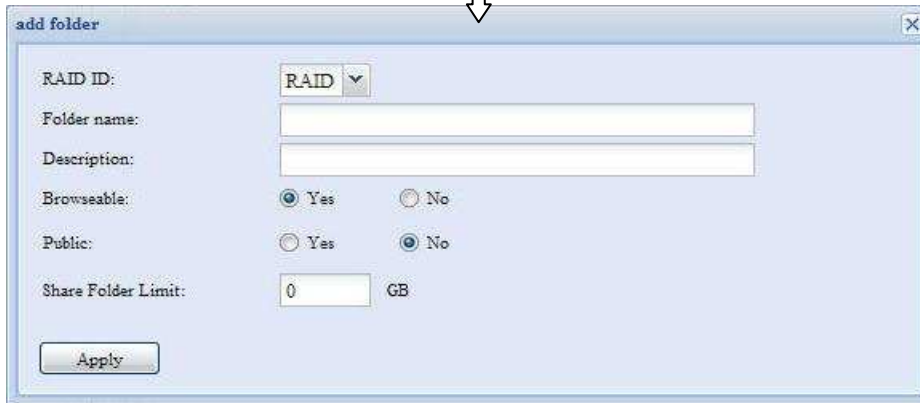 add folder
RAID ID: RAID
Folder name:
Description:
Browseable: Yes No
Public: Yes No
Share Folder Limit: 0 GB
Apply